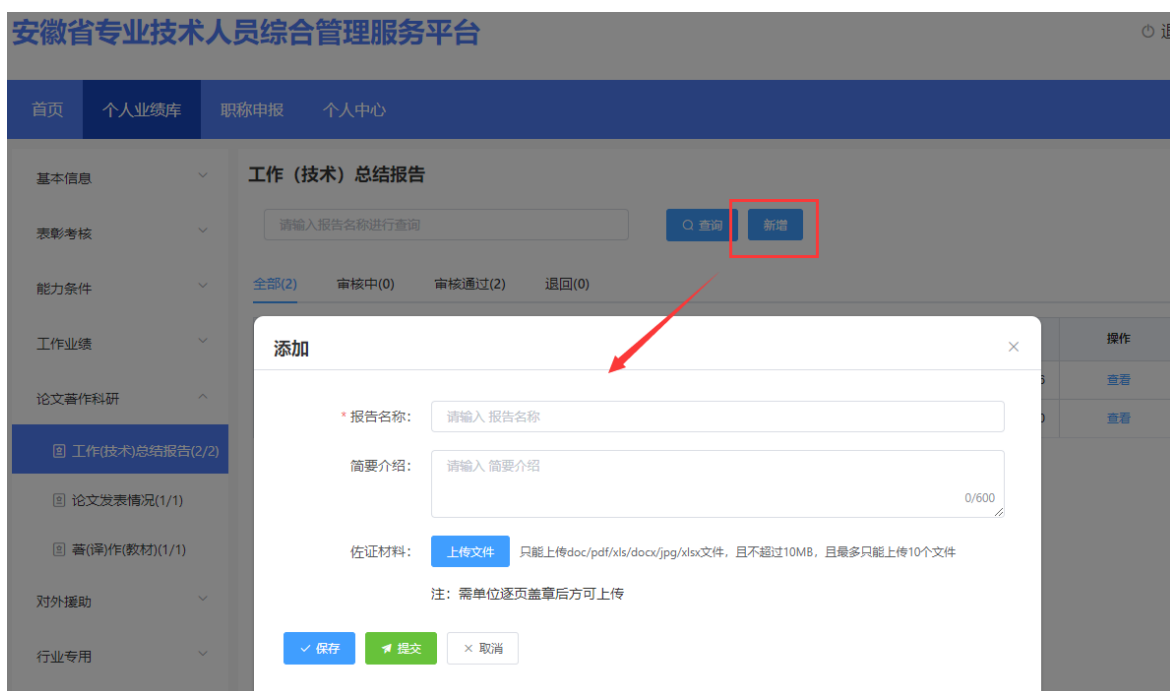 安徽省专业技术人员综合管理服务平台
首页 个人业绩库 职称申报 个人中心
基本信息
表彰考核
能力条件
工作业绩
论文著作科研
工作(技术)总结报告(2/2)
论文发表情况(1/1)
著(译)作(教材)(1/1)
对外援助
行业专用
工作（技术）总结报告
请输入报告名称进行查询 查询 新增
全部(2) 审核中(0) 审核通过(2) 退回(0)
操作
查看
查看
添加
* 报告名称： 请输入 报告名称
简要介绍： 请输入 简要介绍
0/600
佐证材料： 上传文件 只能上传doc/pdf/xls/docx/jpg/xlsx文件，且不超过10MB，且最多只能上传10个文件
注：需单位逐页盖章后方可上传
保存 提交 取消